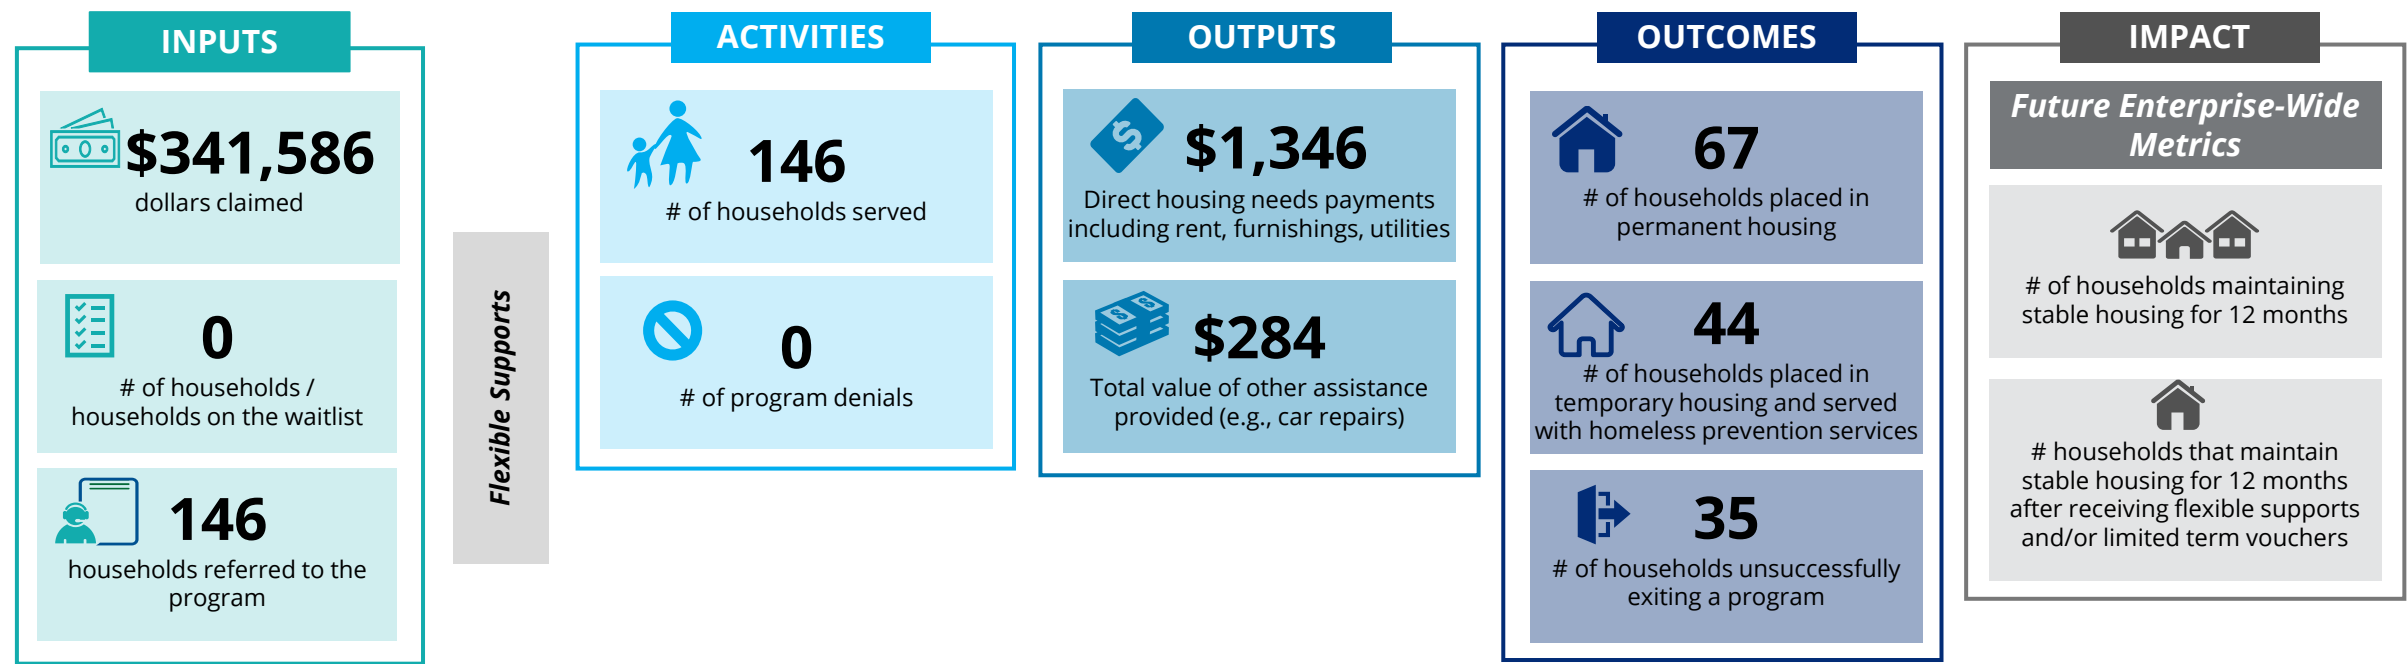 INPUTS
$341,586
dollars claimed
0
# of households /
households on the waitlist
146
households referred to the
program
Flexible Supports
ACTIVITIES
146
# of households served
0
# of program denials
OUTPUTS
$1,346
Direct housing needs payments
including rent, furnishings, utilities
$284
Total value of other assistance
provided (e.g., car repairs)
OUTCOMES
67
# of households placed in
permanent housing
44
# of households placed in
temporary housing and served
with homeless prevention services
35
# of households unsuccessfully
exiting a program
IMPACT
Future Enterprise-Wide
Metrics
# of households maintaining
stable housing for 12 months
# households that maintain
stable housing for 12 months
after receiving flexible supports
and/or limited term vouchers